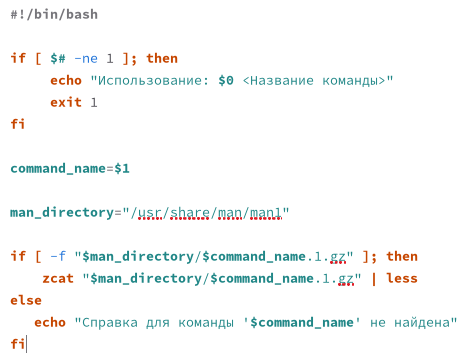 #!/bin/bash
if [ $# -ne 1 ]; then
echo "Использование: $0 <Название команды>"
exit 1
fi
command_name=$1
man_directory="/usr/share/man/man1"
if [ -f "$man_directory/$command_name.1.gz" ]; then
zcat "$man_directory/$command_name.1.gz" | less
else
echo "Справка для команды '$command_name' не найдена"
fi